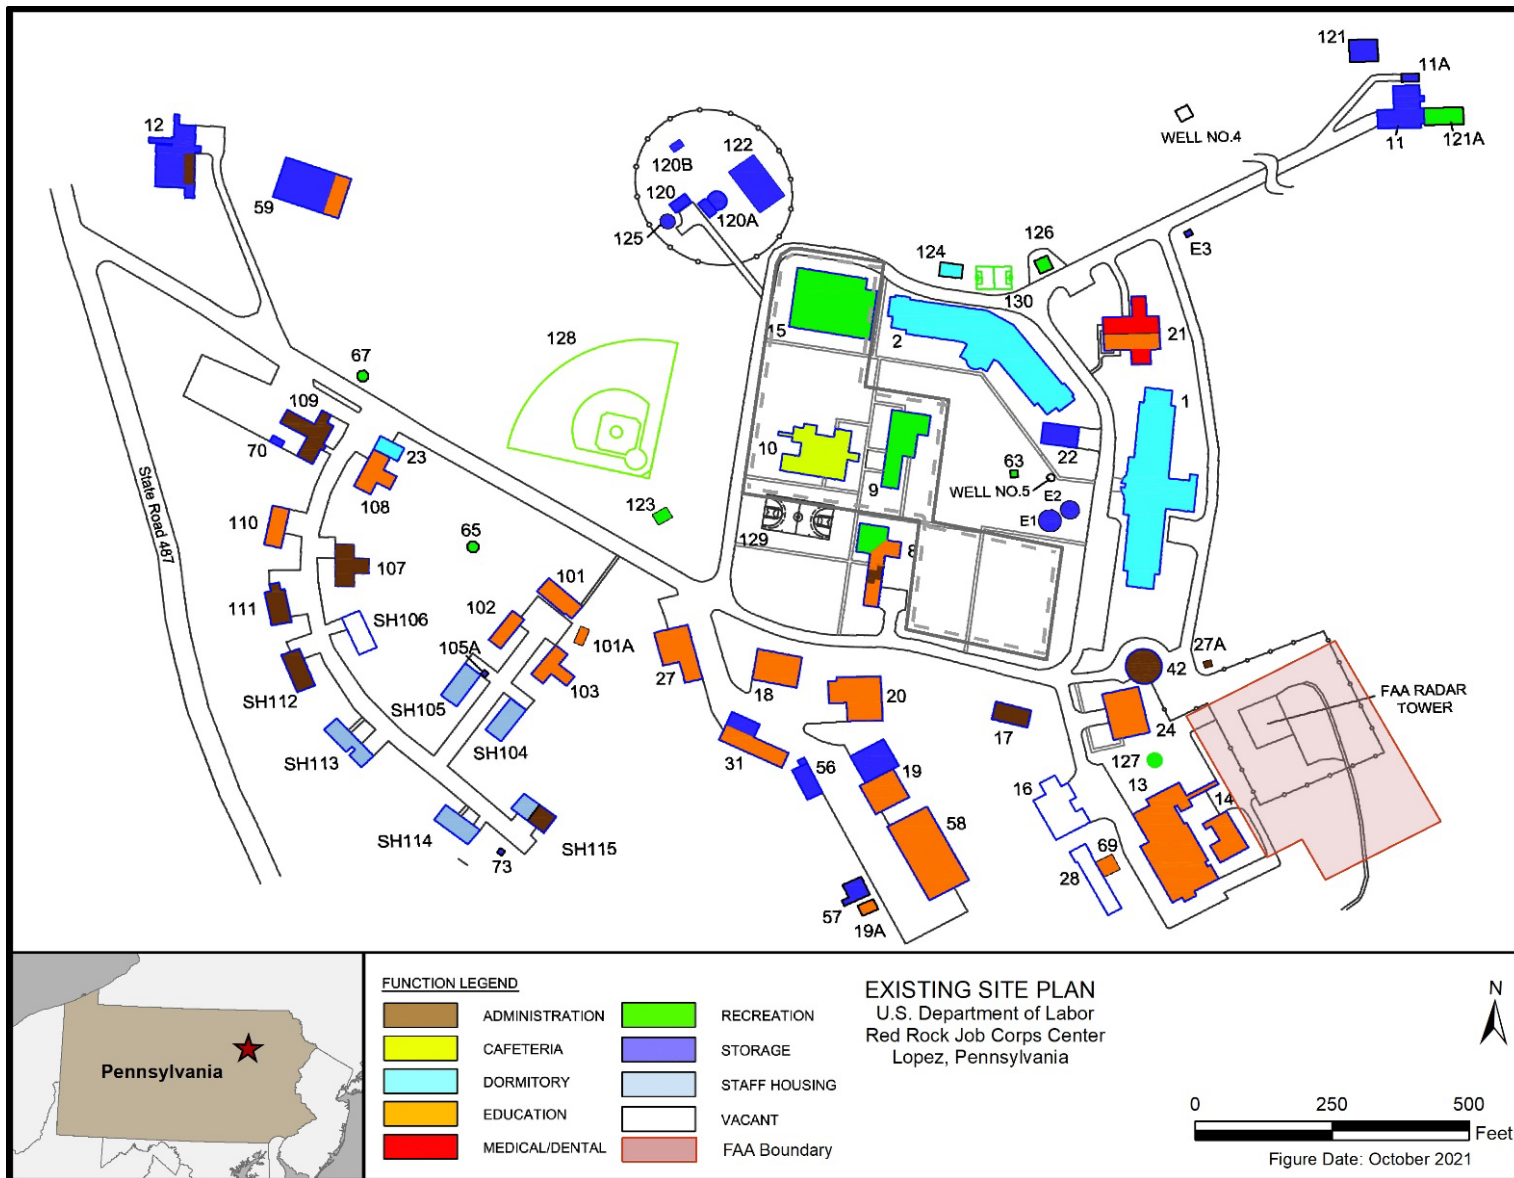 121
11A
12
122
WELL NO.4
120B
11
121A
120
59
120A
125
126
E3
124
130
15
2
21
128
67
109
1
10
70
23
22
9
63
WELL NO.5
E2
E1
State Road 487
108
110
123
65
129
8
107
101
111
102
SH106
101A
105A
27A
42
103
27
18
SH112
SH105
20
FAA RADAR
TOWER
24
17
SH104
SH113
31
56
19
127
13
16
14
58
SH114
SH115
73
69
28
57
19A
Pennsylvania
FUNCTION LEGEND
ADMINISTRATION
CAFETERIA
DORMITORY
EDUCATION
MEDICAL/DENTAL
RECREATION
STORAGE
STAFF HOUSING
VACANT
FAA Boundary
EXISTING SITE PLAN
U.S. Department of Labor
Red Rock Job Corps Center
Lopez, Pennsylvania
N
0 250 500
Feet
Figure Date: October 2021